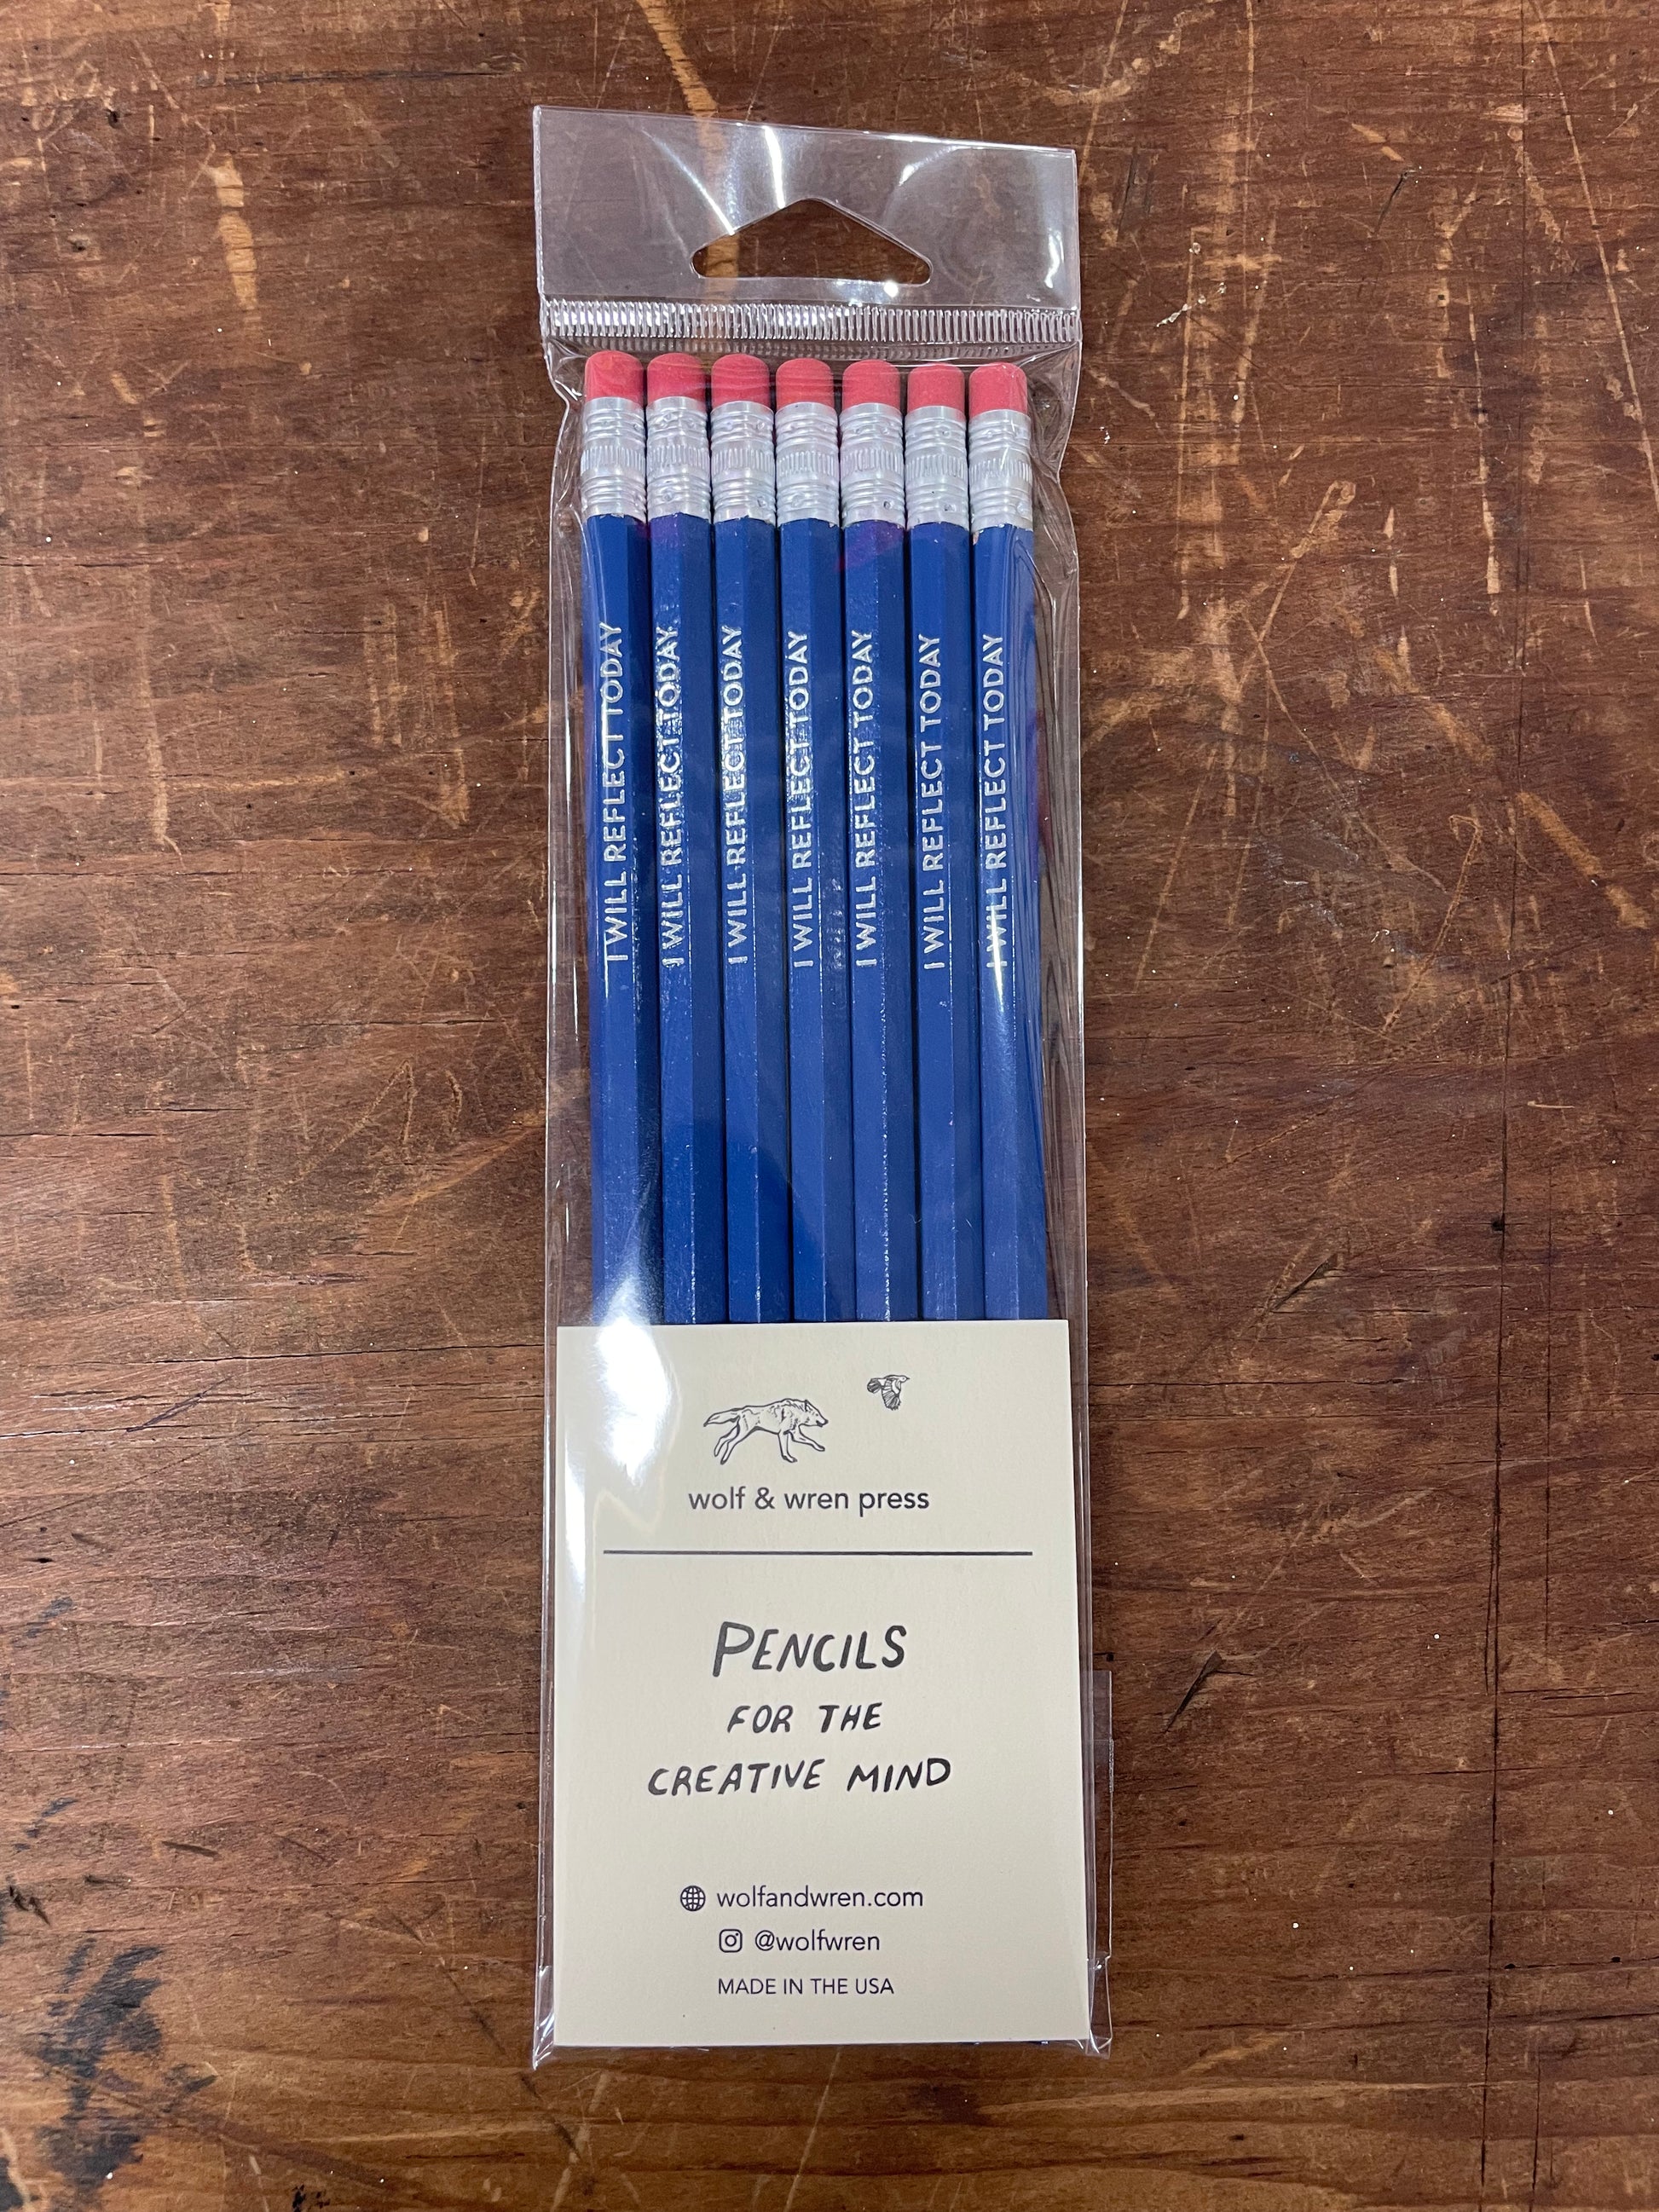 I WILL REFLECT TODAY
I WILL REFLECT TODAY
I WILL REFLECT TODAY
I WILL REFLECT TODAY
I WILL REFLECT TODAY
I WILL REFLECT TODAY
I WILL REFLECT TODAY
wolf & wren press
PENCILS
FOR THE
CREATIVE MIND
wolfandwren.com
@wolfwren
MADE IN THE USA